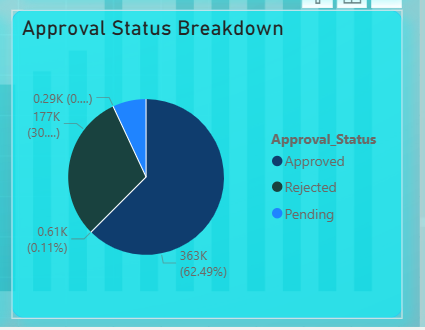 Approval Status Breakdown
0.29K (0....)
177K
(30....)
0.61K
(0.11%)
363K
(62.49%)
Approval_Status
Approved
Rejected
Pending